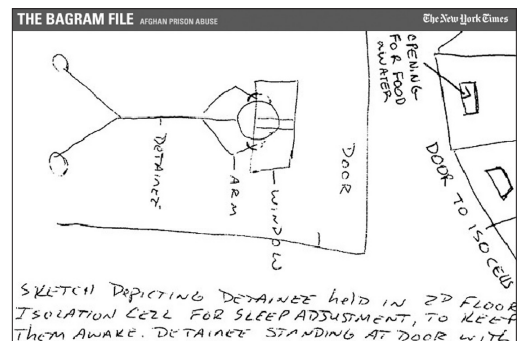 THE BAGRAM FILE AFGHAN PRISON ABUSE
The New York Times
OPENING
FOR FOOD
WATER
DOOR TO ISO CELLS
DOOR
WINDOW
ARM
DETAINEE
SKETCH DEPICTING DETAINEE held IN 2D FLOOR
ISOLATION CELL FOR SLEEP ADJUSTMENT, TO KEEP
THEM AWAKE. DETAINEE STANDING AT DOOR WITH